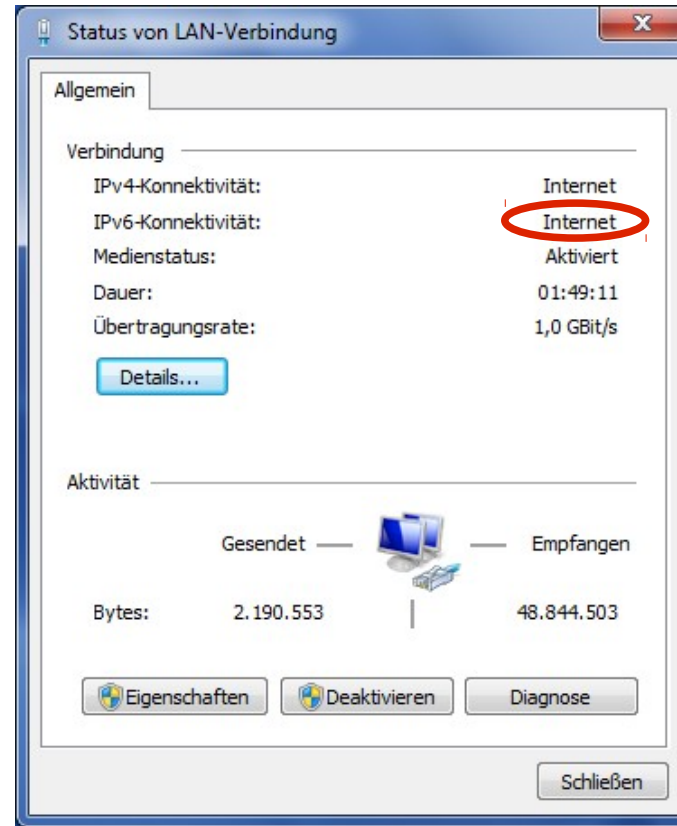 Status von LAN-Verbindung
Allgemein
Verbindung
IPv4-Konnektivität: Internet
IPv6-Konnektivität: Internet
Medienstatus: Aktiviert
Dauer: 01:49:11
Übertragungsrate: 1,0 GBit/s
Details...
Aktivität
Gesendet Empfangen
Bytes: 2.190.553 48.844.503
Eigenschaften Deaktivieren Diagnose
Schließen